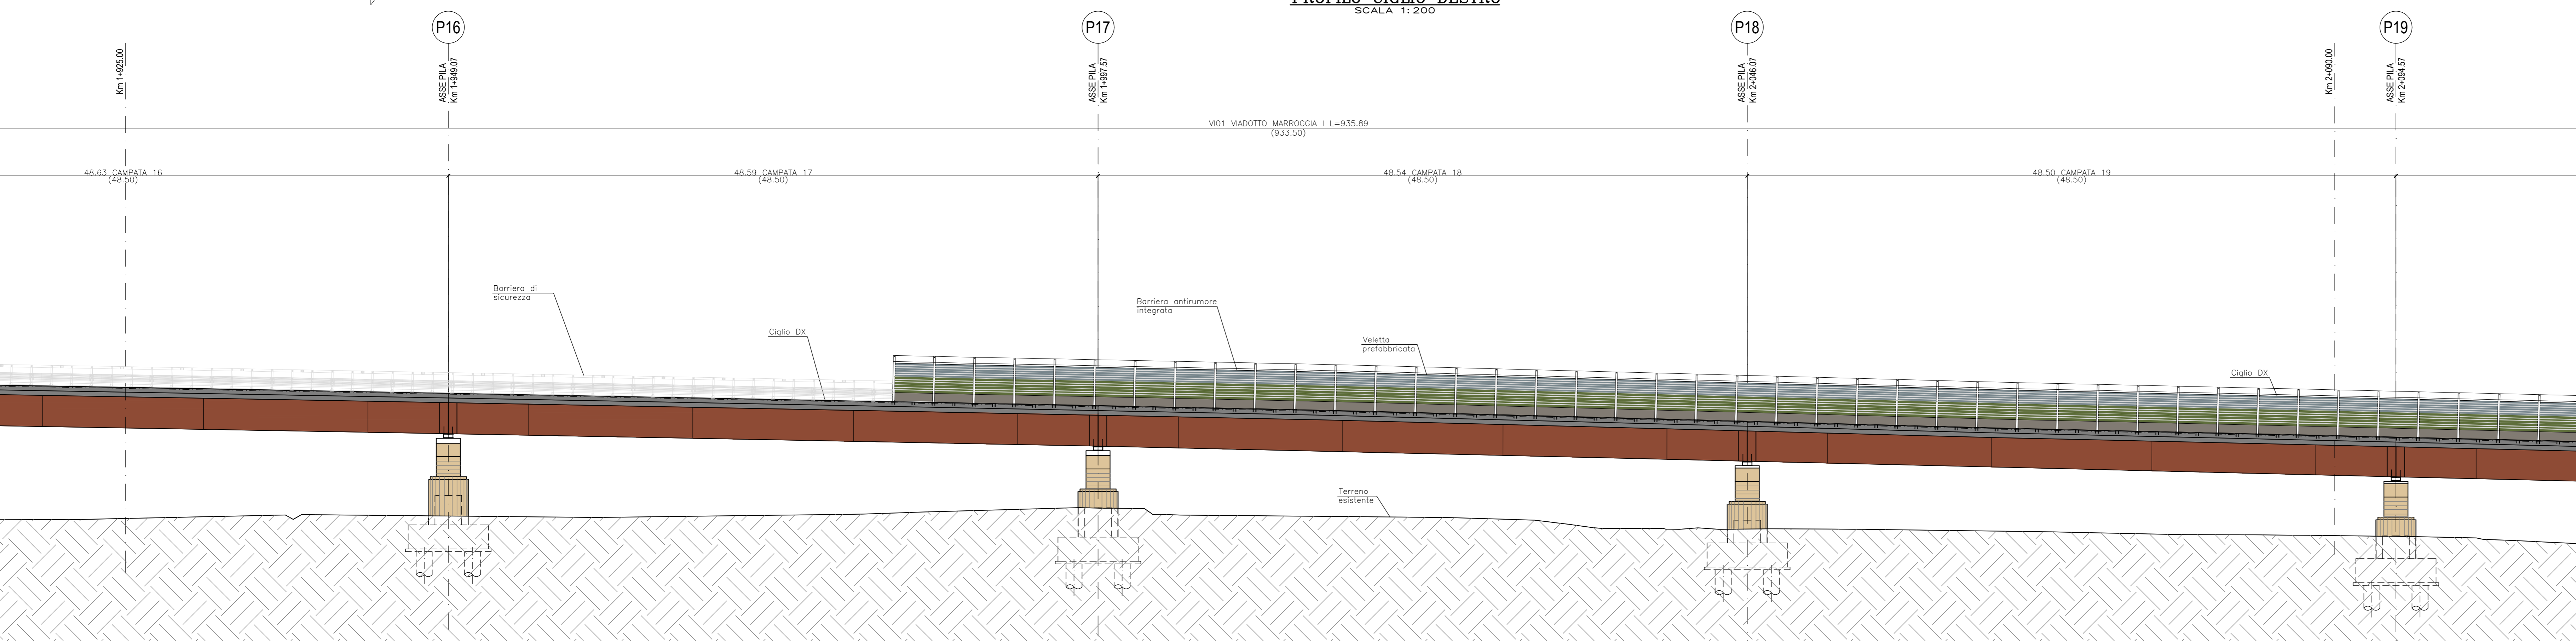 PROFILO CIGLIO DESTRO
SCALA 1:200
P16
P17
P18
P19
Km 1+925.00
ASSE PILA
Km 1+949.07
ASSE PILA
Km 1+997.57
ASSE PILA
Km 2+046.07
Km 2+090.00
ASSE PILA
Km 2+094.57
VI01 VIADOTTO MARROGGIA I L=935.89
(933.50)
48.63 CAMPATA 16
(48.50)
48.59 CAMPATA 17
(48.50)
48.54 CAMPATA 18
(48.50)
48.50 CAMPATA 19
(48.50)
Barriera di
sicurezza
Ciglio DX
Barriera antirumore
integrata
Veletta
prefabbricata
Ciglio DX
Terreno
esistente